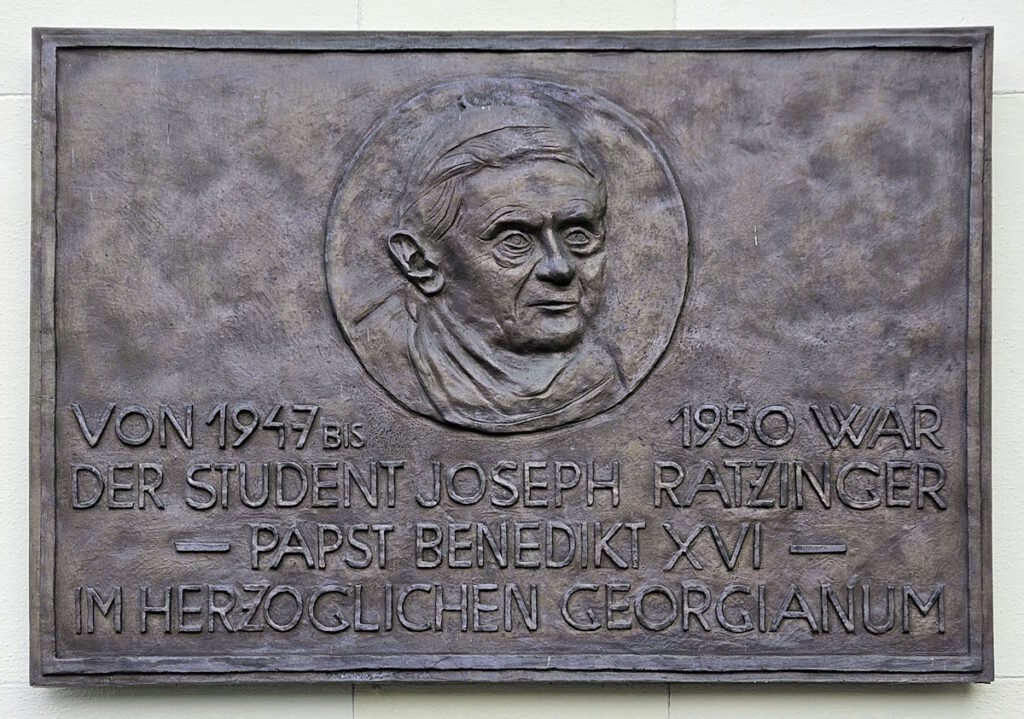 VON 1947 BIS 1950 WAR
DER STUDENT JOSEPH RATZINGER
— PAPST BENEDIKT XVI —
IM HERZOGLICHEN GEORGIANUM